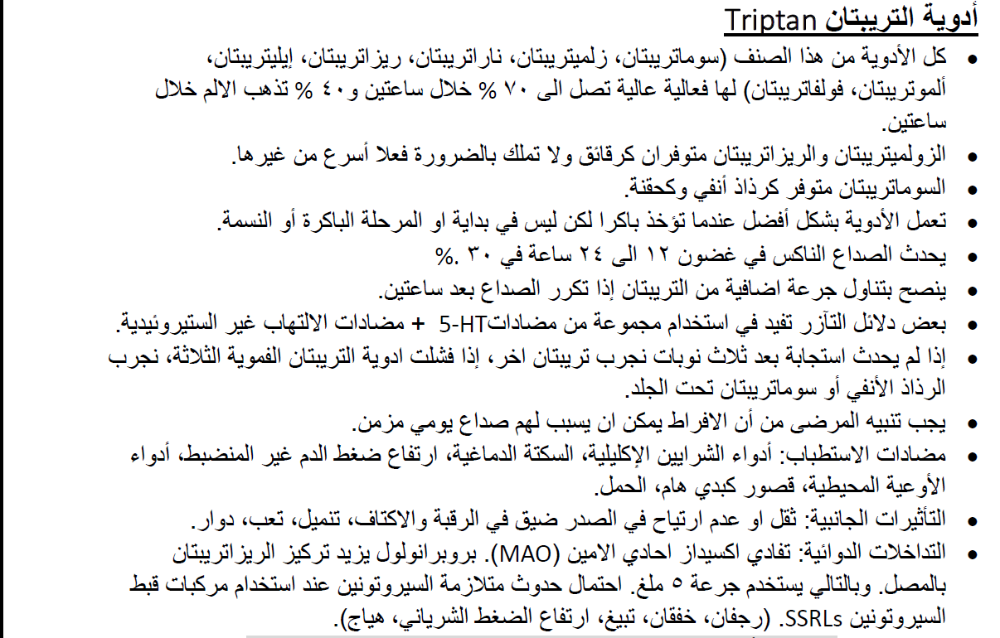 أدوية التريبتان Triptan
• كل الأدوية من هذا الصنف (سوماتريبتان، زلميتريبتان، ناراتريبتان، ريزاتريبتان، إيليتريبتان،
ألموتريبتان، فولفاتريبتان) لها فعالية عالية تصل الى ٧٠ % خلال ساعتين و٤٠ % تذهب الالم خلال
ساعتين.
• الزولميتريبتان والريزاتريبتان متوفران كرقائق ولا تملك بالضرورة فعلا أسرع من غيرها.
• السوماتريبتان متوفر كرذاذ أنفي وكحقنة.
• تعمل الأدوية بشكل أفضل عندما تؤخذ باكرا لكن ليس في بداية او المرحلة الباكرة أو النسمة.
• يحدث الصداع الناكس في غضون ١٢ الى ٢٤ ساعة في ٣٠ %.
• ينصح بتناول جرعة اضافية من التريبتان إذا تكرر الصداع بعد ساعتين.
• بعض دلائل التآزر تفيد في استخدام مجموعة من مضادات5-HT + مضادات الالتهاب غير الستيروئيدية.
• إذا لم يحدث استجابة بعد ثلاث نوبات نجرب تريبتان اخر، إذا فشلت ادوية التريبتان الفموية الثلاثة، نجرب
الرذاذ الأنفي أو سوماتريبتان تحت الجلد.
• يجب تنبيه المرضى من أن الافراط يمكن ان يسبب لهم صداع يومي مزمن.
• مضادات الاستطباب: أدواء الشرايين الإكليلية، السكتة الدماغية، ارتفاع ضغط الدم غير المنضبط، أدواء
الأوعية المحيطية، قصور كبدي هام، الحمل.
• التأثيرات الجانبية: ثقل او عدم ارتياح في الصدر ضيق في الرقبة والاكتاف، تنميل، تعب، دوار.
• التداخلات الدوائية: تفادي اكسيداز احادي الامين (MAO). بروبرانولول يزيد تركيز الريزاتريبتان
بالمصل. وبالتالي يستخدم جرعة ٥ ملغ. احتمال حدوث متلازمة السيروتونين عند استخدام مركبات قبط
السيروتونين SSRLs. (رجفان، خفقان، تبيغ، ارتفاع الضغط الشرياني، هياج).